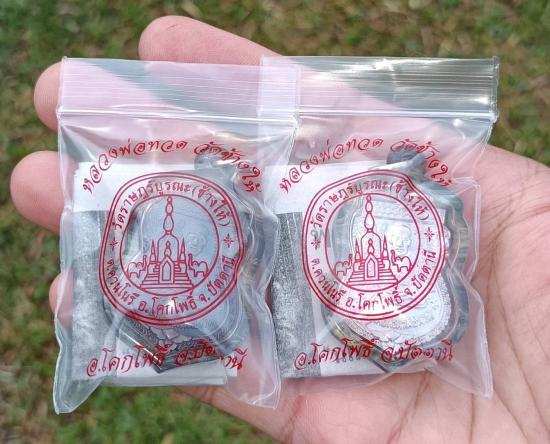 หลวงพ่อทวด วัดช้างให้
วัดราษฎร์บูรณะ(ช้างให้)
ต.ควนโนรี อ.โคกโพธิ์ จ.ปัตตานี
อ.โคกโพธิ์ จ.ปัตตานี
หลวงพ่อทวด วัดช้างให้
วัดราษฎร์บูรณะ(ช้างให้)
ต.ควนโนรี อ.โคกโพธิ์ จ.ปัตตานี
อ.โคกโพธิ์ จ.ปัตตานี